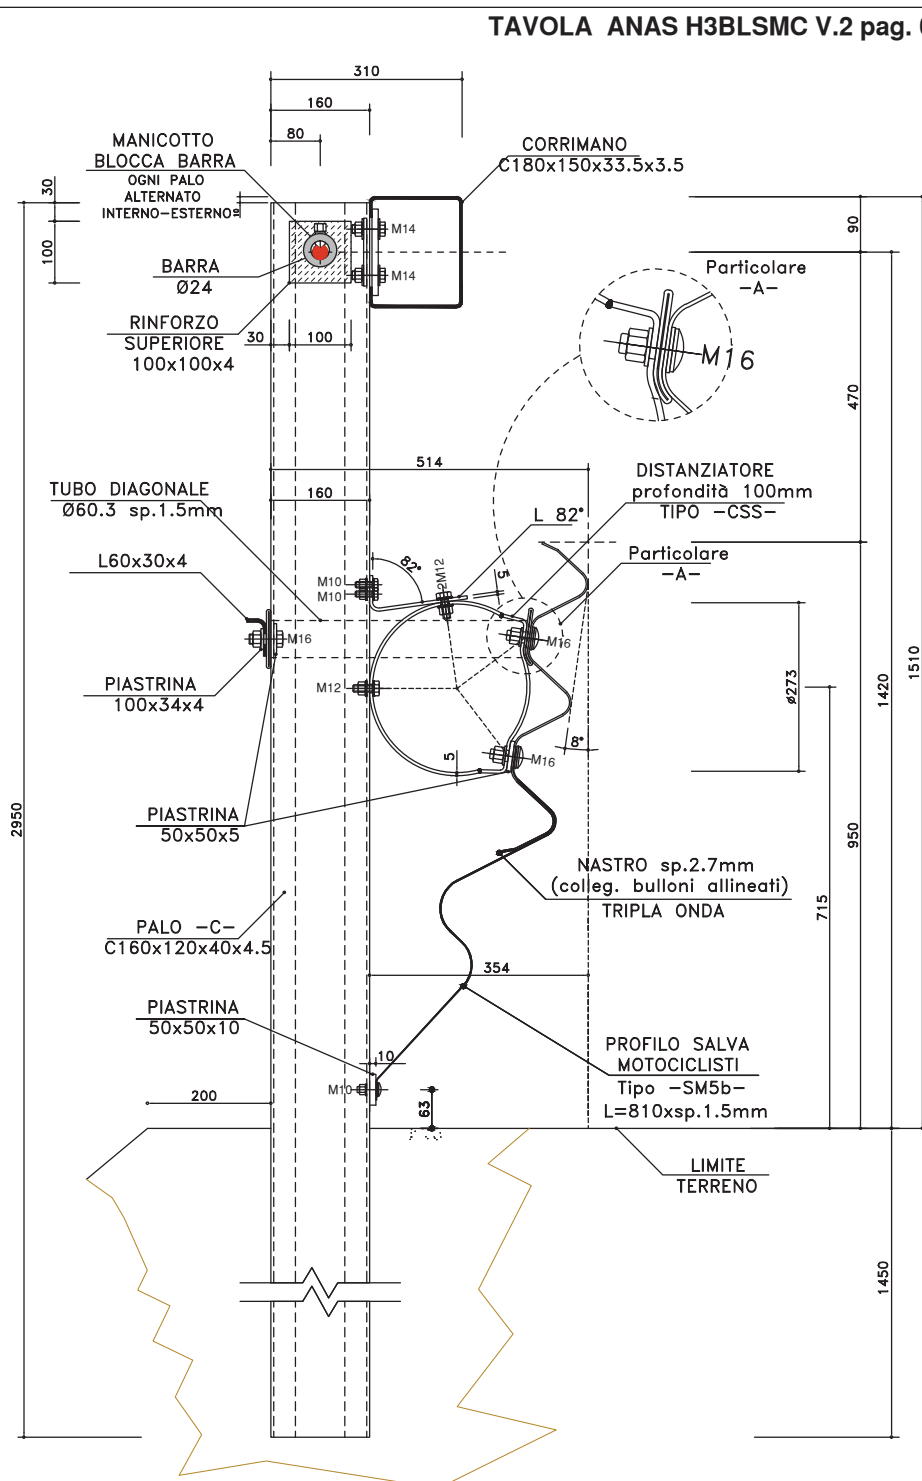 TAVOLA ANAS H3BLSMC V.2 pag.
310
160
80
MANICOTTO
BLOCCA BARRA
OGNI PALO
ALTERNATO
INTERNO-ESTERNO
CORRIMANO
C180x150x33.5x3.5
30
100
90
M14
M14
BARRA
Ø24
Particolare
-A-
RINFORZO
SUPERIORE
100x100x4
30
100
M16
470
514
160
TUBO DIAGONALE
Ø60.3 sp.1.5mm
DISTANZIATORE
profondità 100mm
TIPO -CSS-
L 82°
L60x30x4
82°
M10
M10
2M12
5
Particolare
-A-
M16
PIASTRINA
100x34x4
M12
5
M16
8°
Ø273
1420
1510
2950
PIASTRINA
50x50x5
950
715
NASTRO sp.2.7mm
(colleg. bulloni allineati)
TRIPLA ONDA
PALO -C-
C160x120x40x4.5
354
PIASTRINA
50x50x10
10
PROFILO SALVA
MOTOCICLISTI
Tipo -SM5b-
L=810xsp.1.5mm
M10
63
200
LIMITE
TERRENO
1450